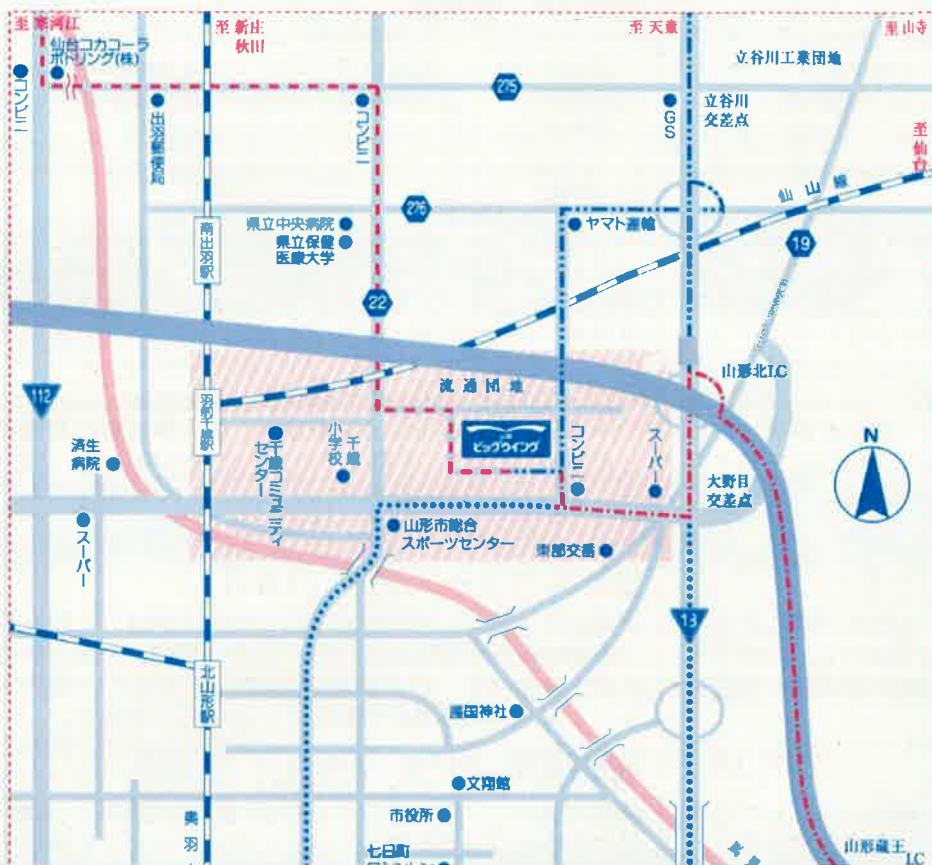 至 寒河江
至 新庄
秋田
至 天童
至 山寺
仙台コカコーラ
ボトリング(株)
コンビニ
出羽郵便局
コンビニ
275
GS
立谷川工業団地
立谷川
交差点
至 仙台
県立中央病院
県立保健
医療大学
276
ヤマト運輸
仙山線
19
南出羽駅
22
112
羽前千歳駅
流通団地
山形北I.C
済生
病院
千歳コミュニティ
センター
千歳
小学校
ビッグウイング
コンビニ
スーパー
大野目
交差点
N
スーパー
山形市総合
スポーツセンター
東部交番
13
北山形駅
護国神社
文翔館
市役所
七日町
奥羽
山形蔵王
I.C